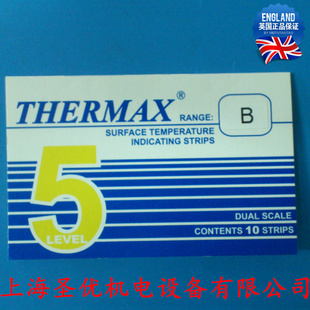 ENGLAND
英国正品保证
THERMAX®
RANGE: B
SURFACE TEMPERATURE
INDICATING STRIPS
5
LEVEL
DUAL SCALE
CONTENTS 10 STRIPS
上海圣优机电设备有限公司